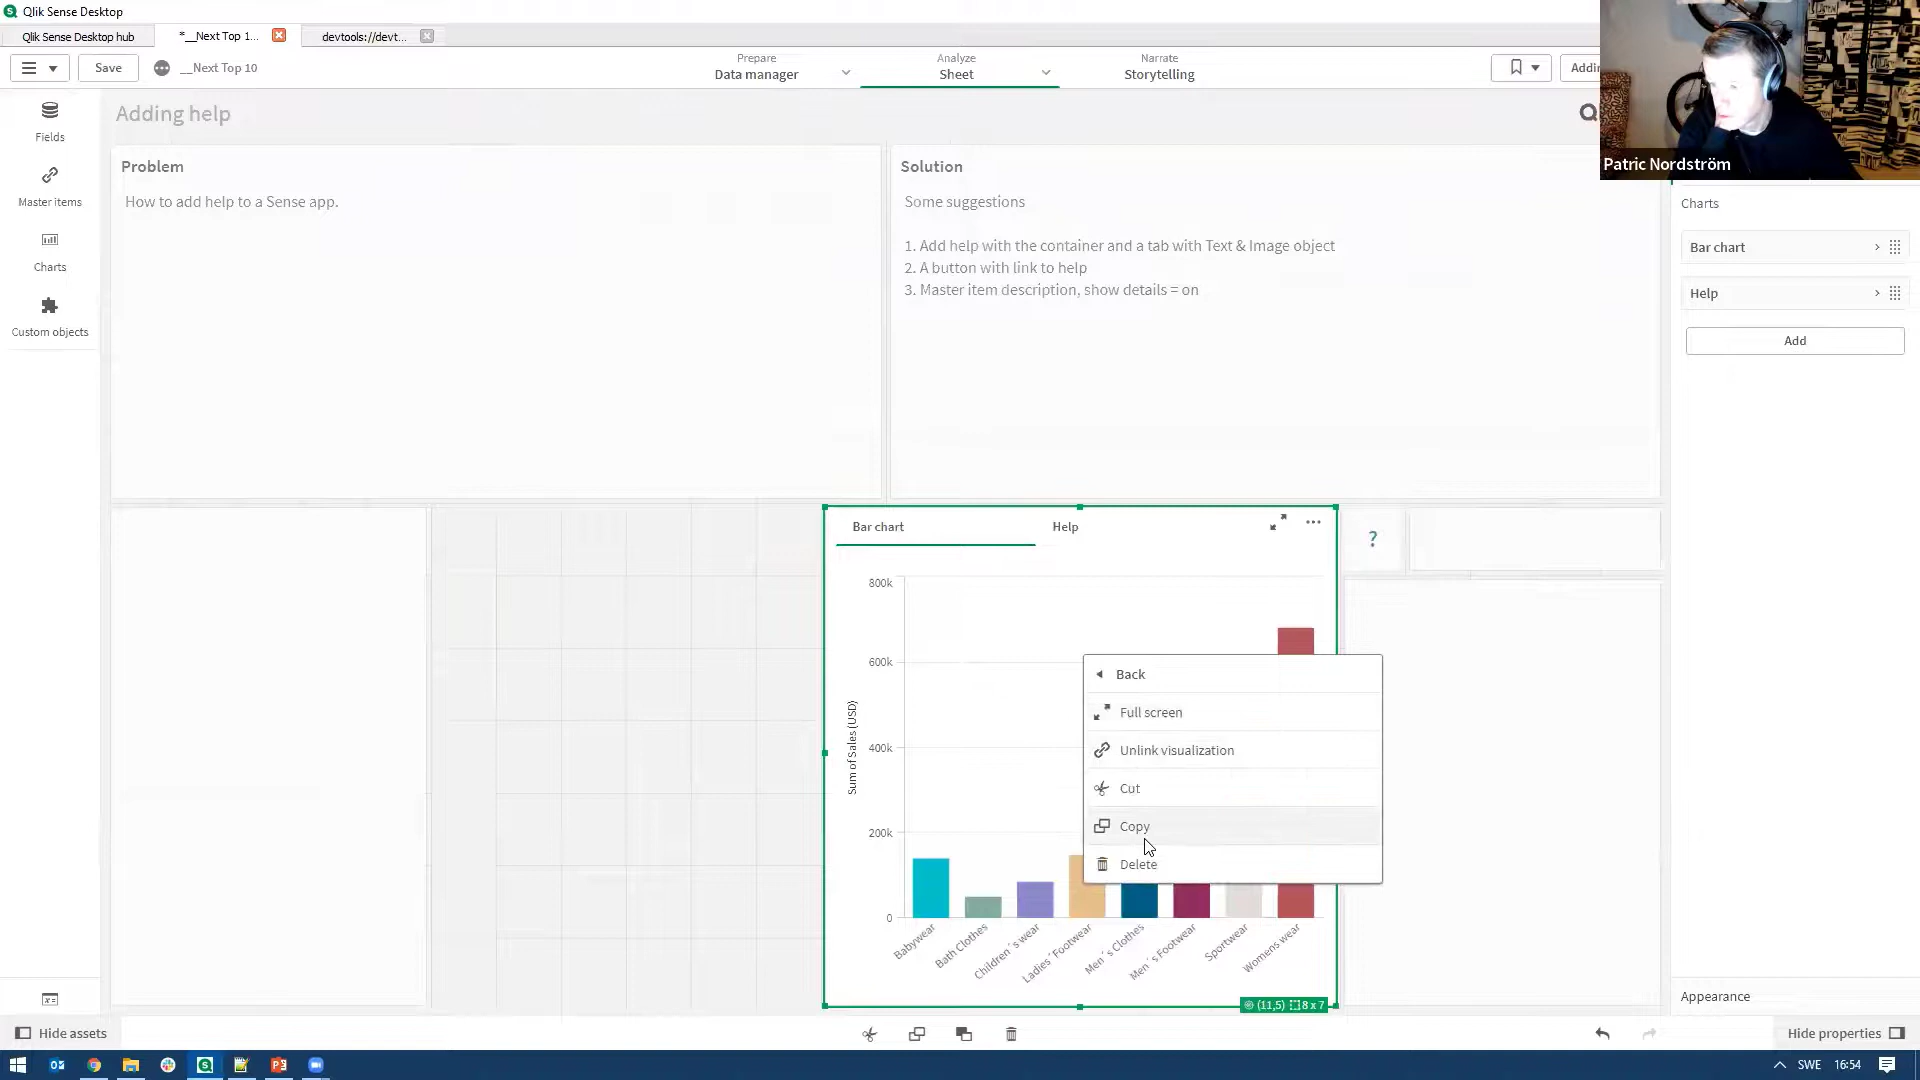 Qlik Sense Desktop
Qlik Sense Desktop hub
*__Next Top 1...
devtools://devt...
Save
__Next Top 10
Prepare
Data manager
Analyze
Sheet
Narrate
Storytelling
Addin
Patric Nordström
Fields
Master items
Charts
Custom objects
Adding help
Problem
How to add help to a Sense app.
Solution
Some suggestions
1. Add help with the container and a tab with Text & Image object
2. A button with link to help
3. Master item description, show details = on
Charts
Bar chart
Help
Add
Bar chart
Help
?
800k
600k
400k
200k
0
Sum of Sales (USD)
Babywear
Bath Clothes
Children´s wear
Ladies´Footwear
Men´s Clothes
Men´s Footwear
Sportwear
Womens wear
Back
Full screen
Unlink visualization
Cut
Copy
Delete
(11,5) 8 x 7
Appearance
Hide assets
Hide properties
SWE
16:54